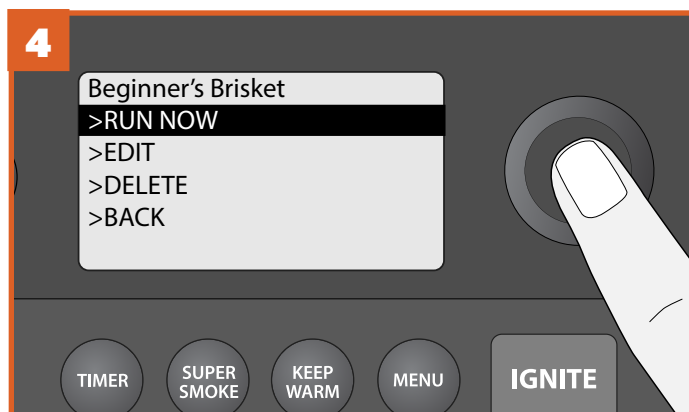 4
Beginner's Brisket
>RUN NOW
>EDIT
>DELETE
>BACK
TIMER
SUPER
SMOKE
KEEP
WARM
MENU
IGNITE